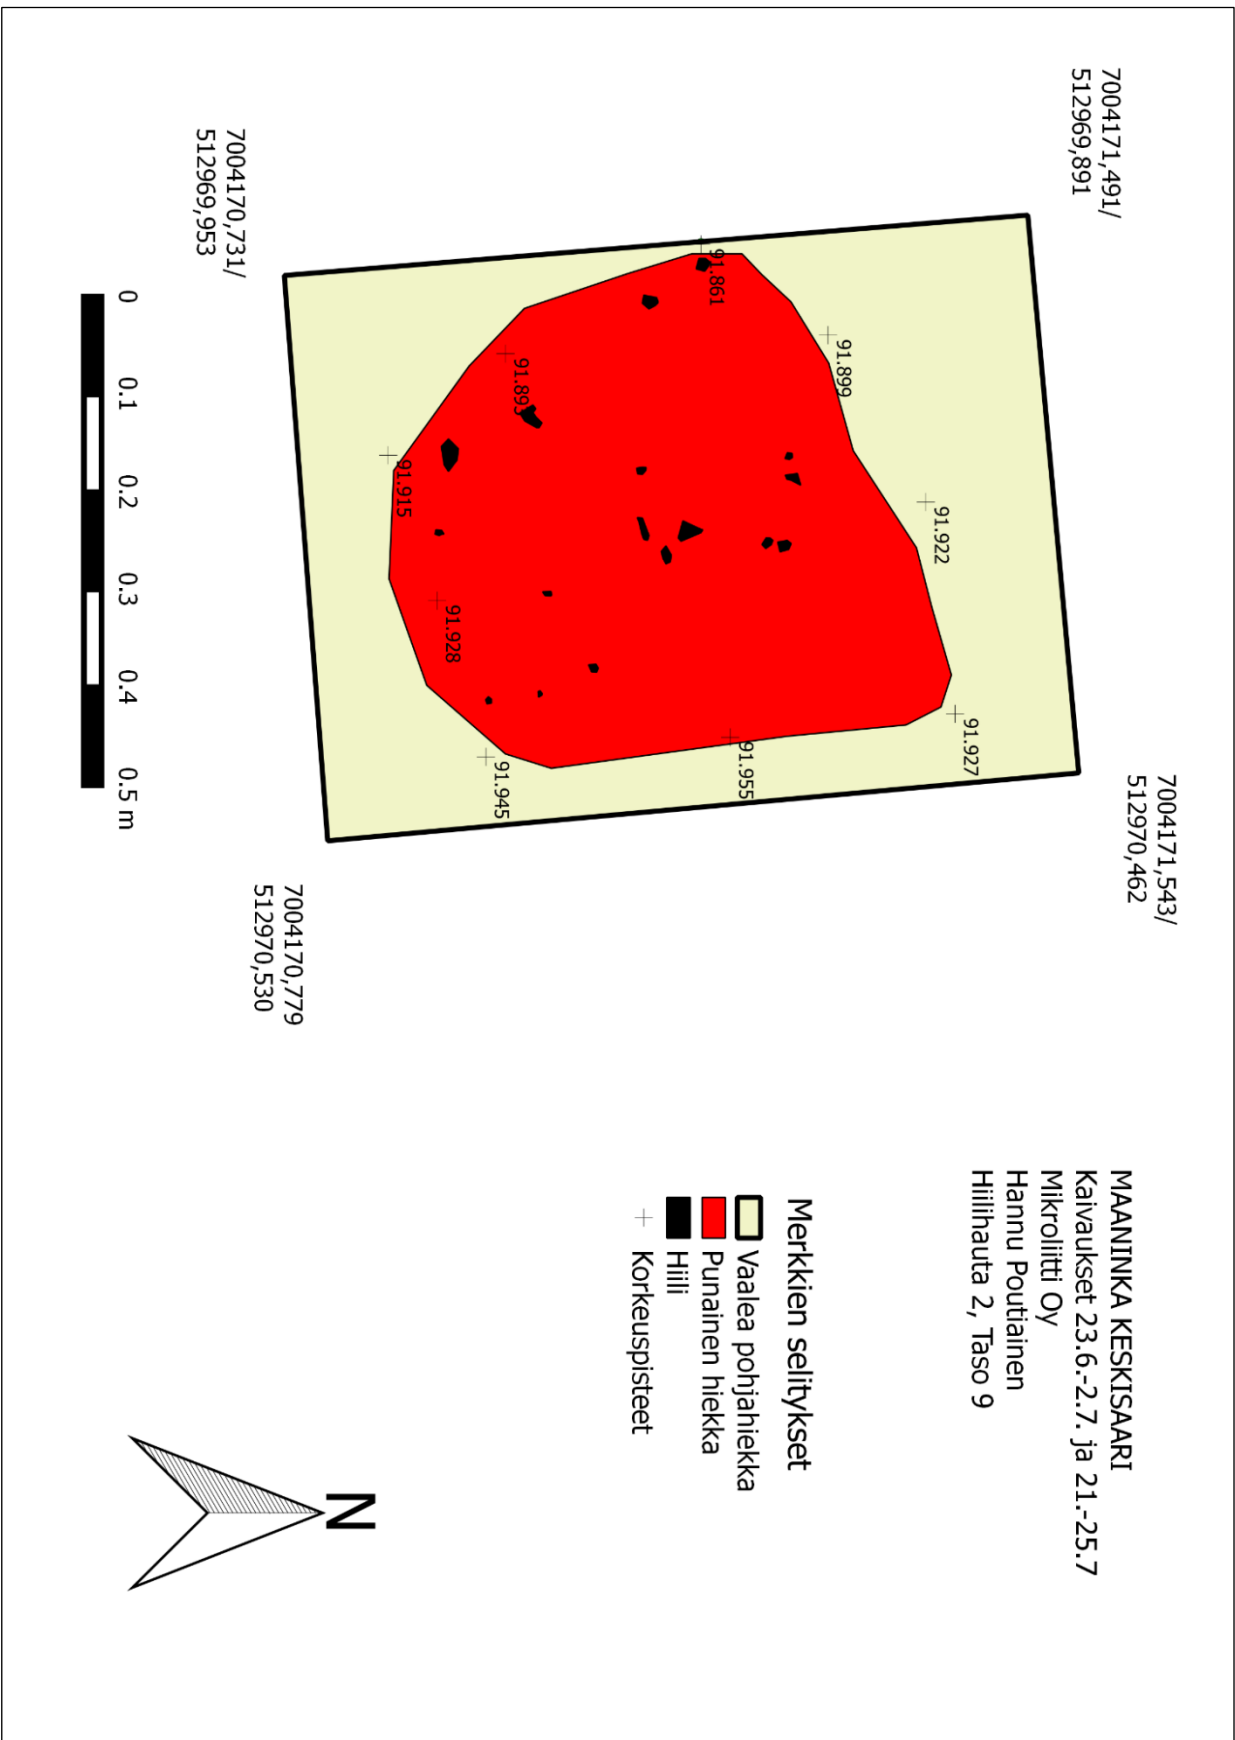 MAANINKA KESKISAARI
Kaivaukset 23.6.-2.7. ja 21.-25.7
Mikroliitti Oy
Hannu Poutiainen
Hiilihauta 2, Taso 9
7004171,543/
512970,462
7004171,491/
512969,891
91.927
91.922
91.899
91.955
91.861
91.945
91.928
91.915
7004170,779
512970,530
7004170,731/
512969,953
Merkkien selitykset
Vaalea pohjahiekka
Punainen hiekka
Hiili
Korkeuspisteet
N
0
0.1
0.2
0.3
0.4
0.5 m